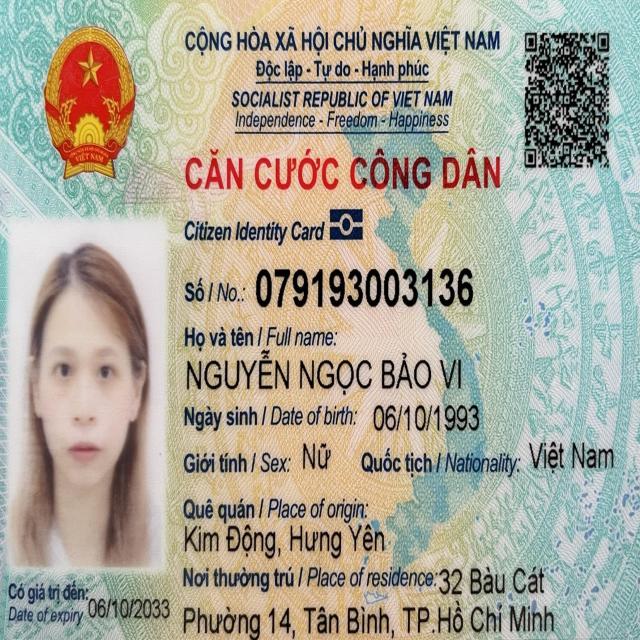 CỘNG HÒA XÃ HỘI CHỦ NGHĨA VIỆT NAM
Độc lập - Tự do - Hạnh phúc
SOCIALIST REPUBLIC OF VIET NAM
Independence - Freedom - Happiness
VIỆT NAM
CĂN CƯỚC CÔNG DÂN
Citizen Identity Card
Số / No.: 079193003136
Họ và tên / Full name:
NGUYỄN NGỌC BẢO VI
Ngày sinh / Date of birth: 06/10/1993
Giới tính / Sex: Nữ Quốc tịch / Nationality: Việt Nam
Quê quán / Place of origin:
Kim Động, Hưng Yên
Nơi thường trú / Place of residence: 32 Bàu Cát
Phường 14, Tân Bình, TP.Hồ Chí Minh
Có giá trị đến:
Date of expiry 06/10/2033